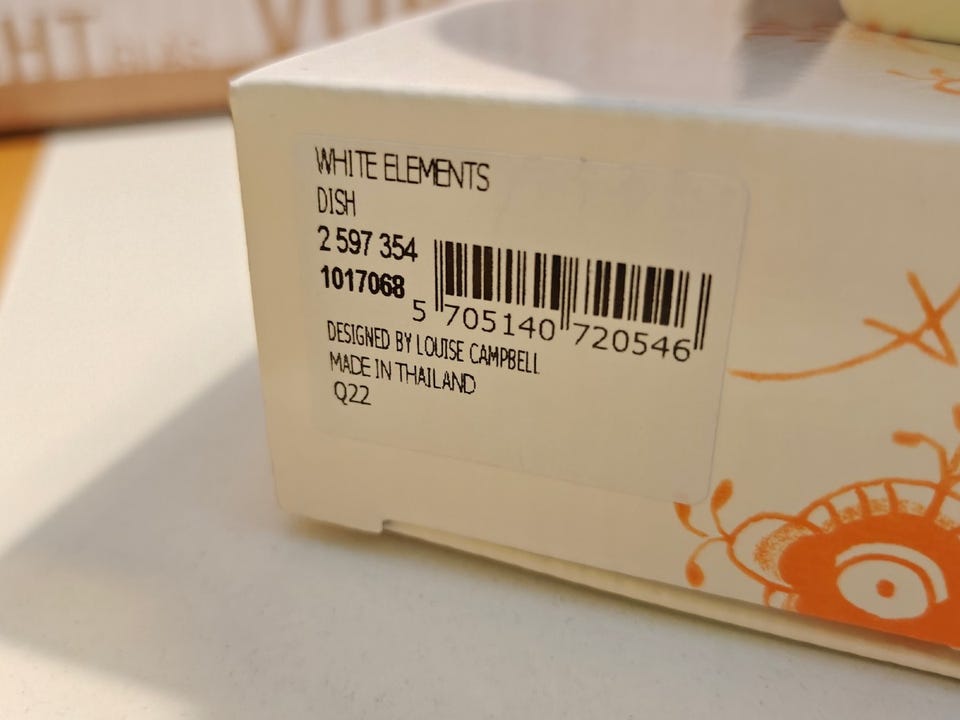 WHITE ELEMENTS
DISH
2 597 354
1017068
5 705140 720546
DESIGNED BY LOUISE CAMPBELL
MADE IN THAILAND
Q22